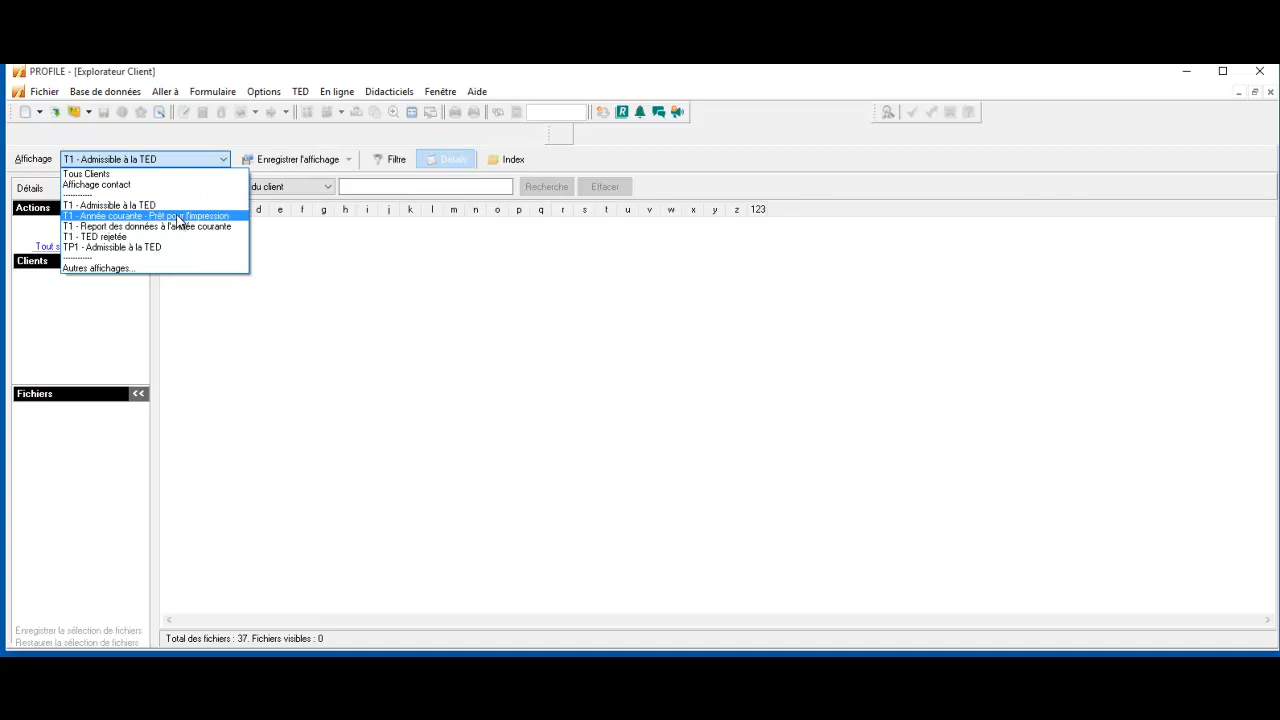 PROFILE - [Explorateur Client]
Fichier Base de données Aller à Formulaire Options TED En ligne Didacticiels Fenêtre Aide
Affichage T1 - Admissible à la TED Enregistrer l'affichage Filtre Détails Index
Tous Clients
Affichage contact
-----------
T1 - Admissible à la TED
T1 - Année courante - Prêt pour l'impression
T1 - Report des données à l'année courante
T1 - TED rejetée
TP1 - Admissible à la TED
-----------
Autres affichages...
Détails du client Recherche Effacer
Actions d e f g h i j k l m n o p q r s t u v w x y z 123
Tout s
Clients
Fichiers <<
Enregistrer la sélection de fichiers
Restaurer la sélection de fichiers
Total des fichiers : 37. Fichiers visibles : 0